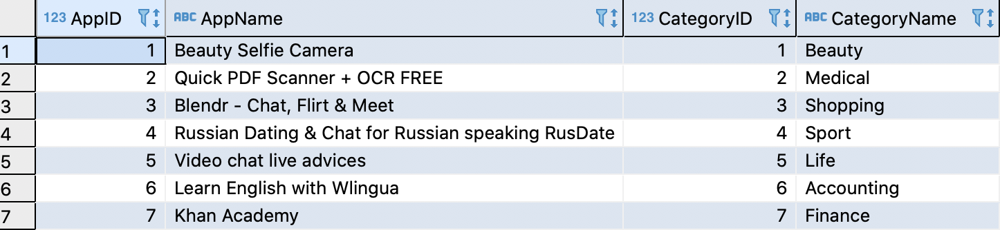 123 AppID ABC AppName 123 CategoryID ABC CategoryName
1 1 Beauty Selfie Camera 1 Beauty
2 2 Quick PDF Scanner + OCR FREE 2 Medical
3 3 Blendr - Chat, Flirt & Meet 3 Shopping
4 4 Russian Dating & Chat for Russian speaking RusDate 4 Sport
5 5 Video chat live advices 5 Life
6 6 Learn English with Wlingua 6 Accounting
7 7 Khan Academy 7 Finance